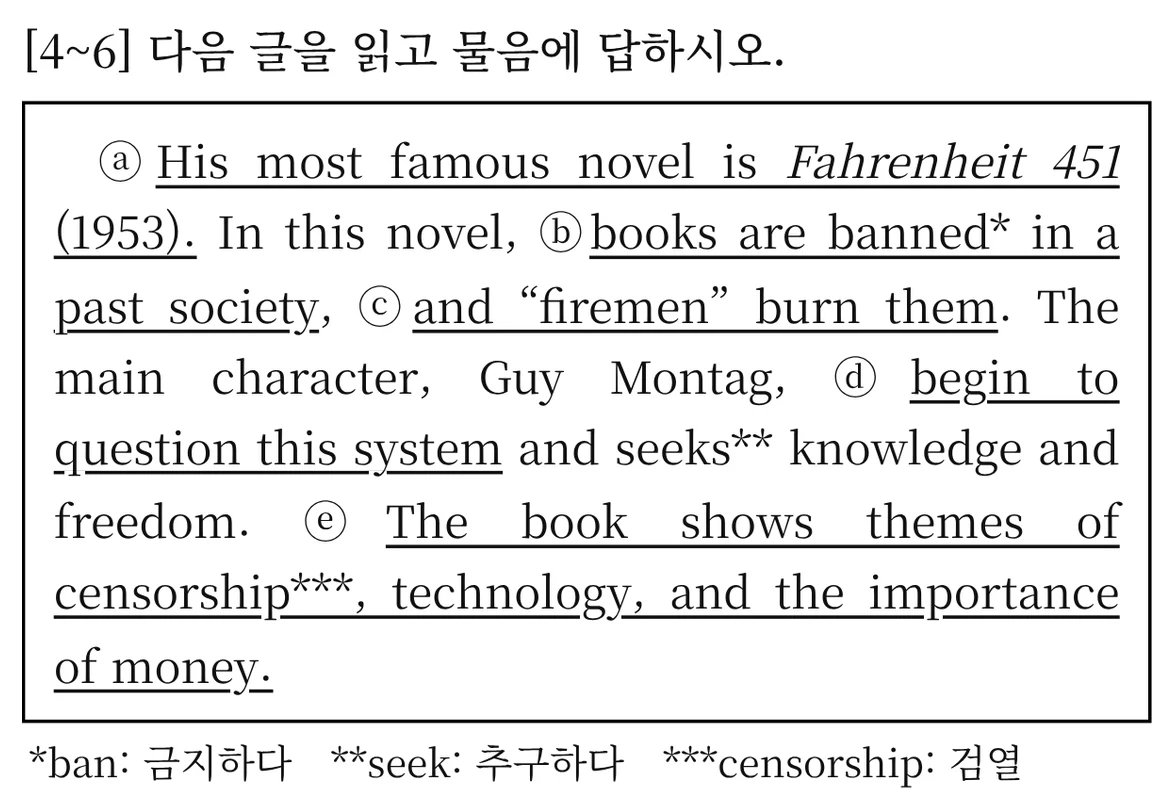 [4~6] 다음 글을 읽고 물음에 답하시오.
ⓐ His most famous novel is Fahrenheit 451
(1953). In this novel, ⓑ books are banned* in a
past society, ⓒ and “firemen” burn them. The
main character, Guy Montag, ⓓ begin to
question this system and seeks** knowledge and
freedom. ⓔ The book shows themes of
censorship***, technology, and the importance
of money.
*ban: 금지하다 **seek: 추구하다 ***censorship: 검열